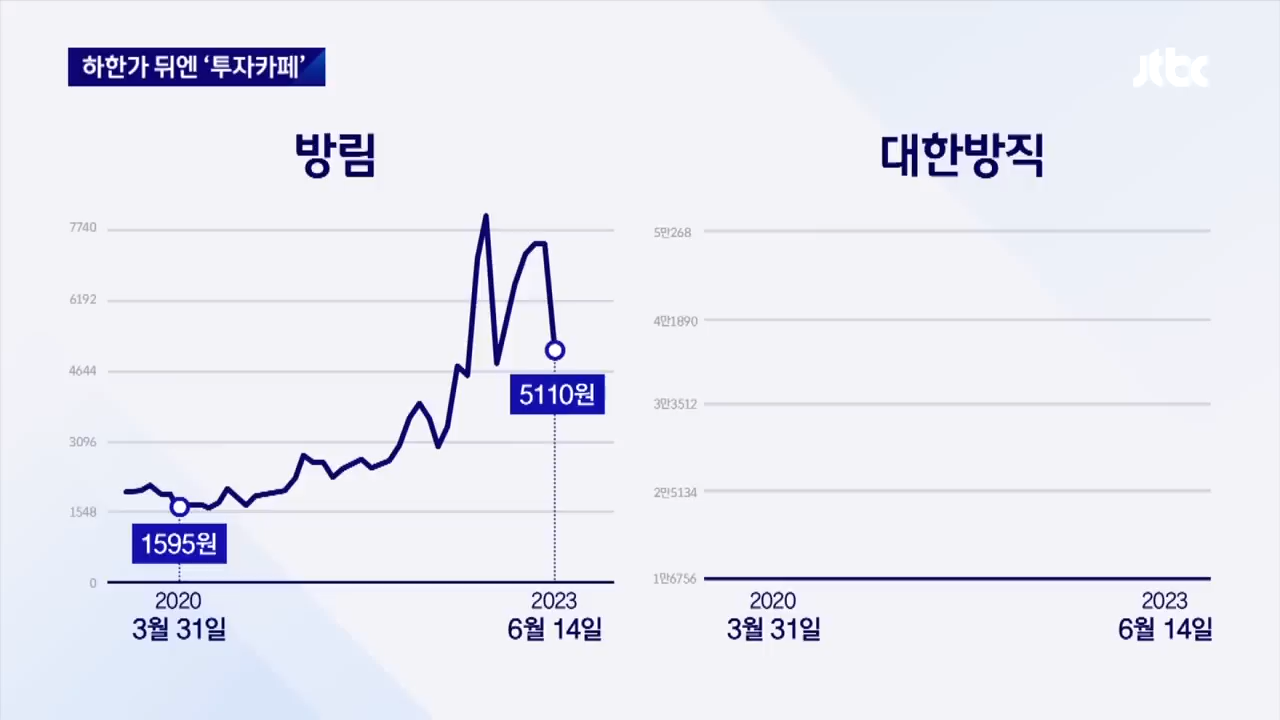 하한가 뒤엔 ‘투자카페’
jtbc
방림
7740
6192
4644
3096
1548
0
1595원
5110원
2020
3월 31일
2023
6월 14일
대한방직
5만268
4만1890
3만3512
2만5134
1만6756
2020
3월 31일
2023
6월 14일